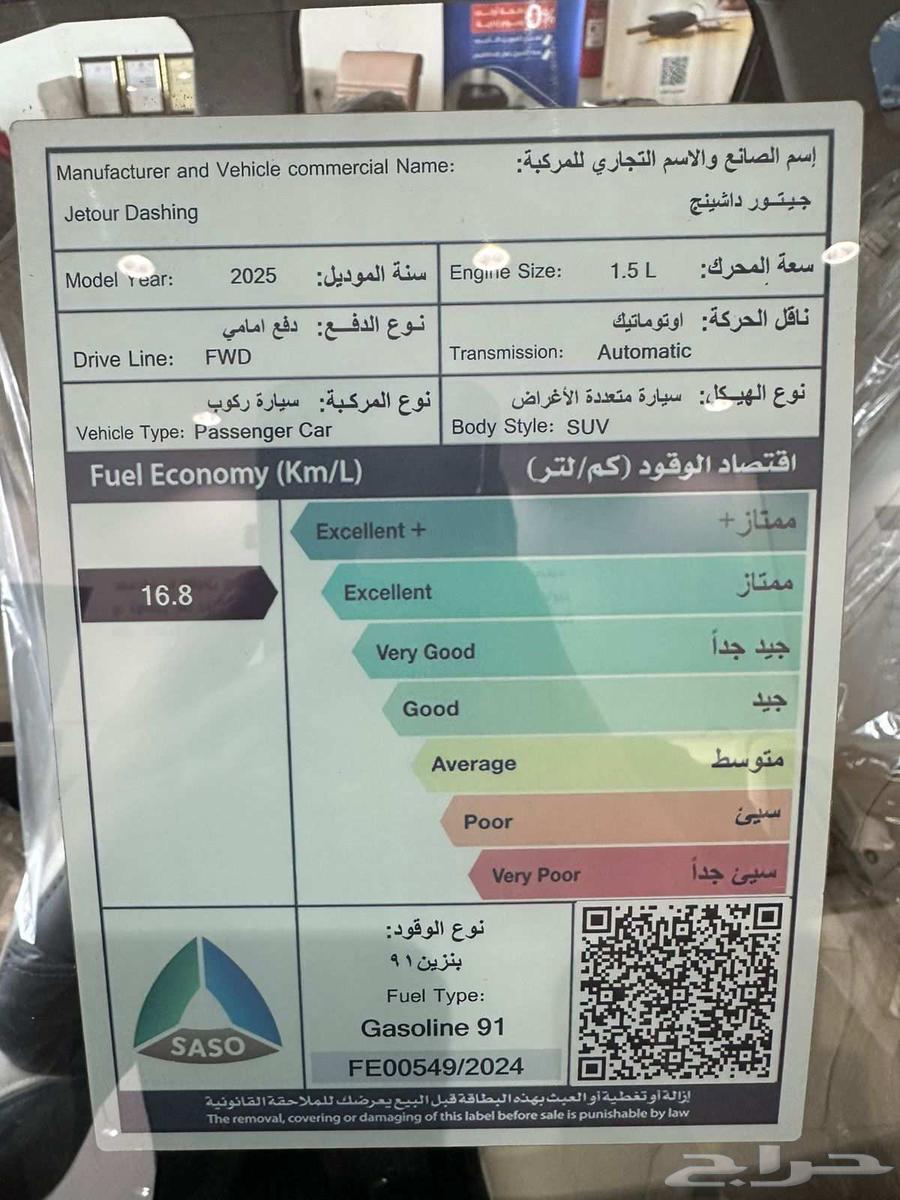 Manufacturer and Vehicle commercial Name:
إسم الصانع والاسم التجاري للمركبة:
Jetour Dashing
جيتور داشينج
Model Year: 2025 سنة الموديل:
Engine Size: 1.5 L سعة المحرك:
نوع الدفع: دفع امامي
Drive Line: FWD
ناقل الحركة: اوتوماتيك
Transmission: Automatic
نوع المركبة: سيارة ركوب
Vehicle Type: Passenger Car
نوع الهيكل: سيارة متعددة الأغراض
Body Style: SUV
Fuel Economy (Km/L)
اقتصاد الوقود (كم/لتر)
Excellent + ممتاز+
16.8
Excellent ممتاز
Very Good جيد جداً
Good جيد
Average متوسط
Poor سيئ
Very Poor سيئ جداً
نوع الوقود:
بنزين ٩١
Fuel Type:
Gasoline 91
FE00549/2024
SASO
إزالة أو تغطية أو العبث بهذه البطاقة قبل البيع يعرضك للملاحقة القانونية
The removal, covering or damaging of this label before sale is punishable by law
حراج